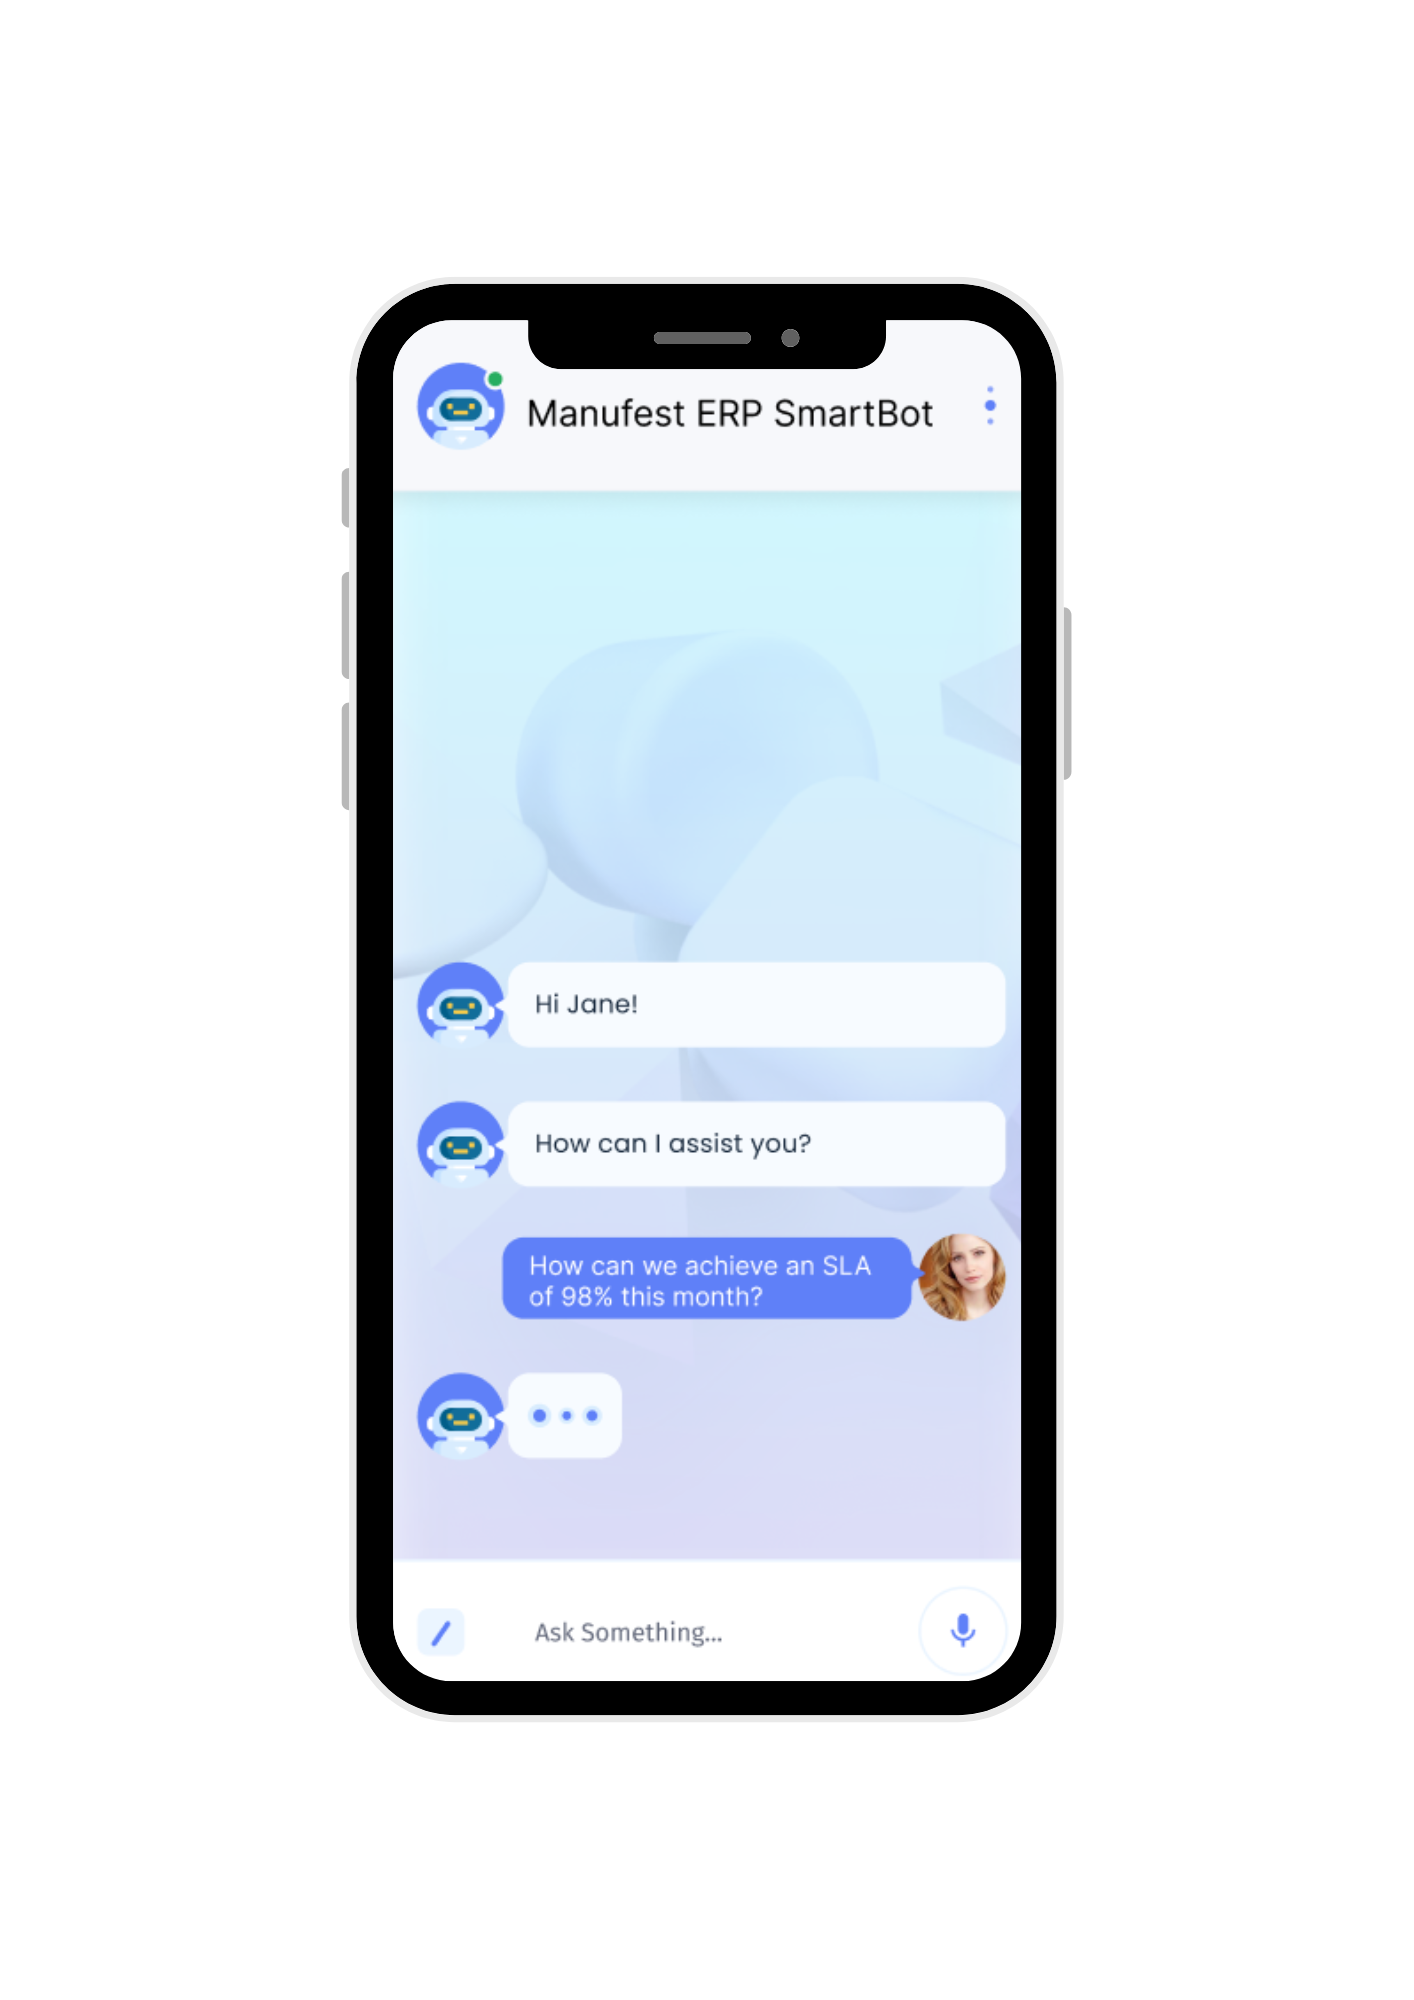 Manufest ERP SmartBot
Hi Jane!
How can I assist you?
How can we achieve an SLA
of 98% this month?
Ask Something...